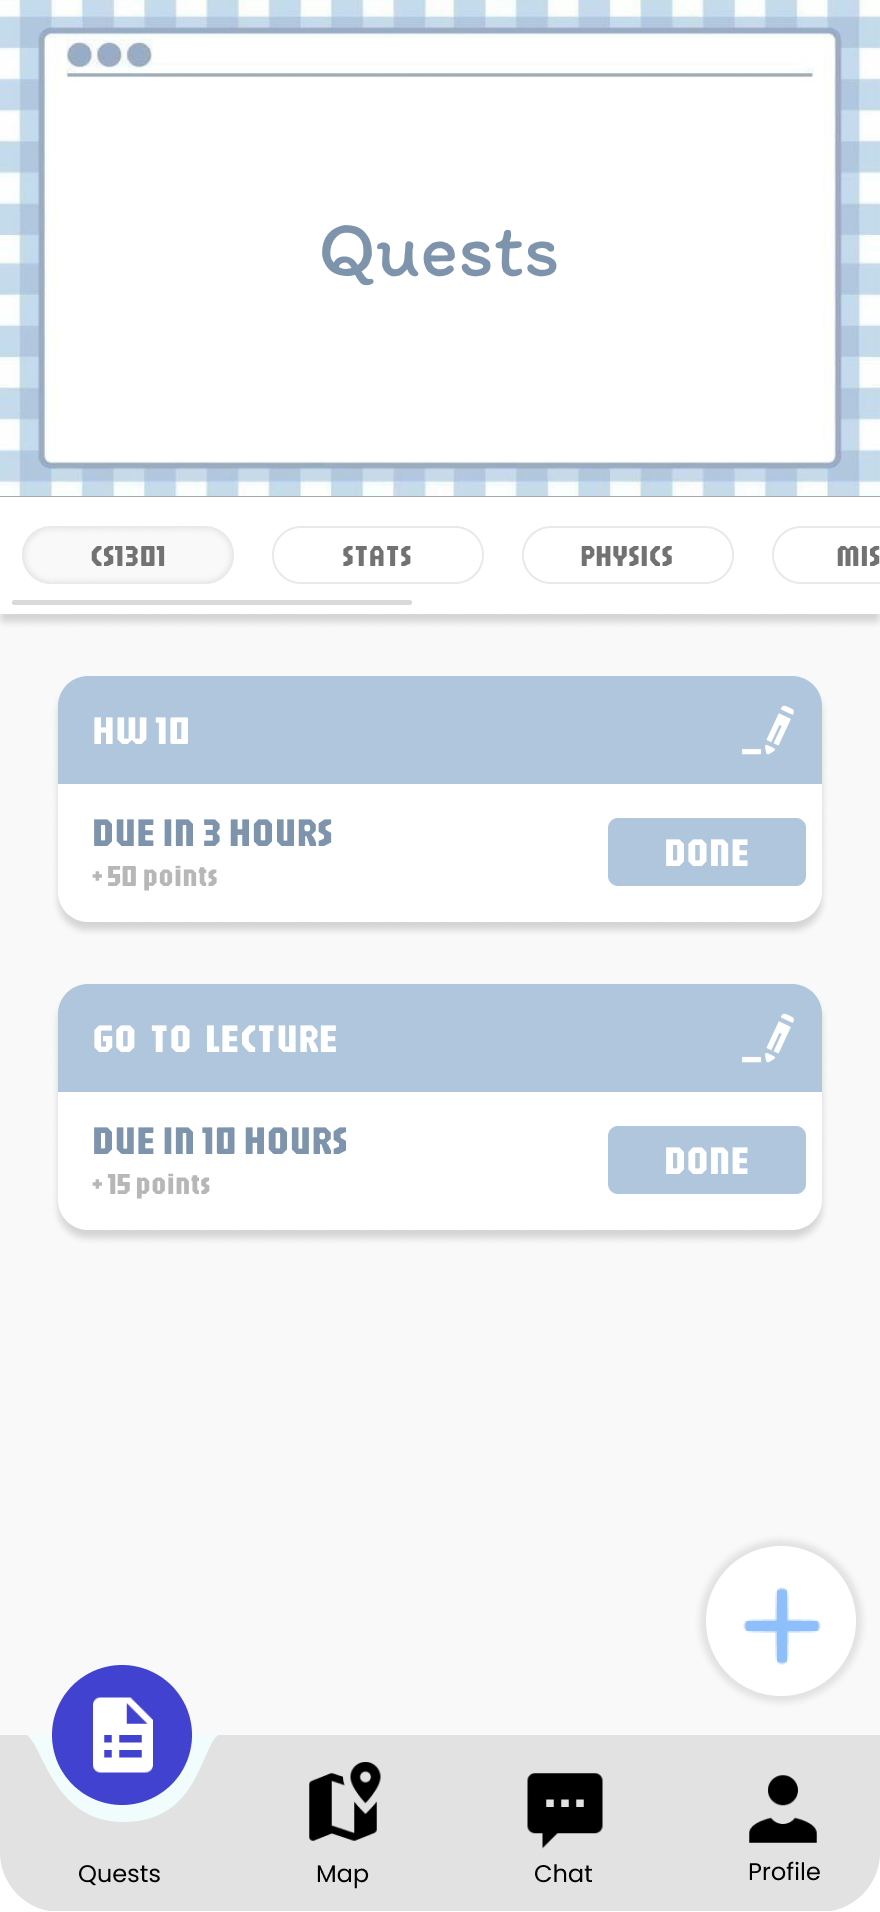 Quests
CS1301 STATS PHYSICS MIS
HW 10
DUE IN 3 HOURS
+50 points
DONE
GO TO LECTURE
DUE IN 10 HOURS
+15 points
DONE
Quests Map Chat Profile